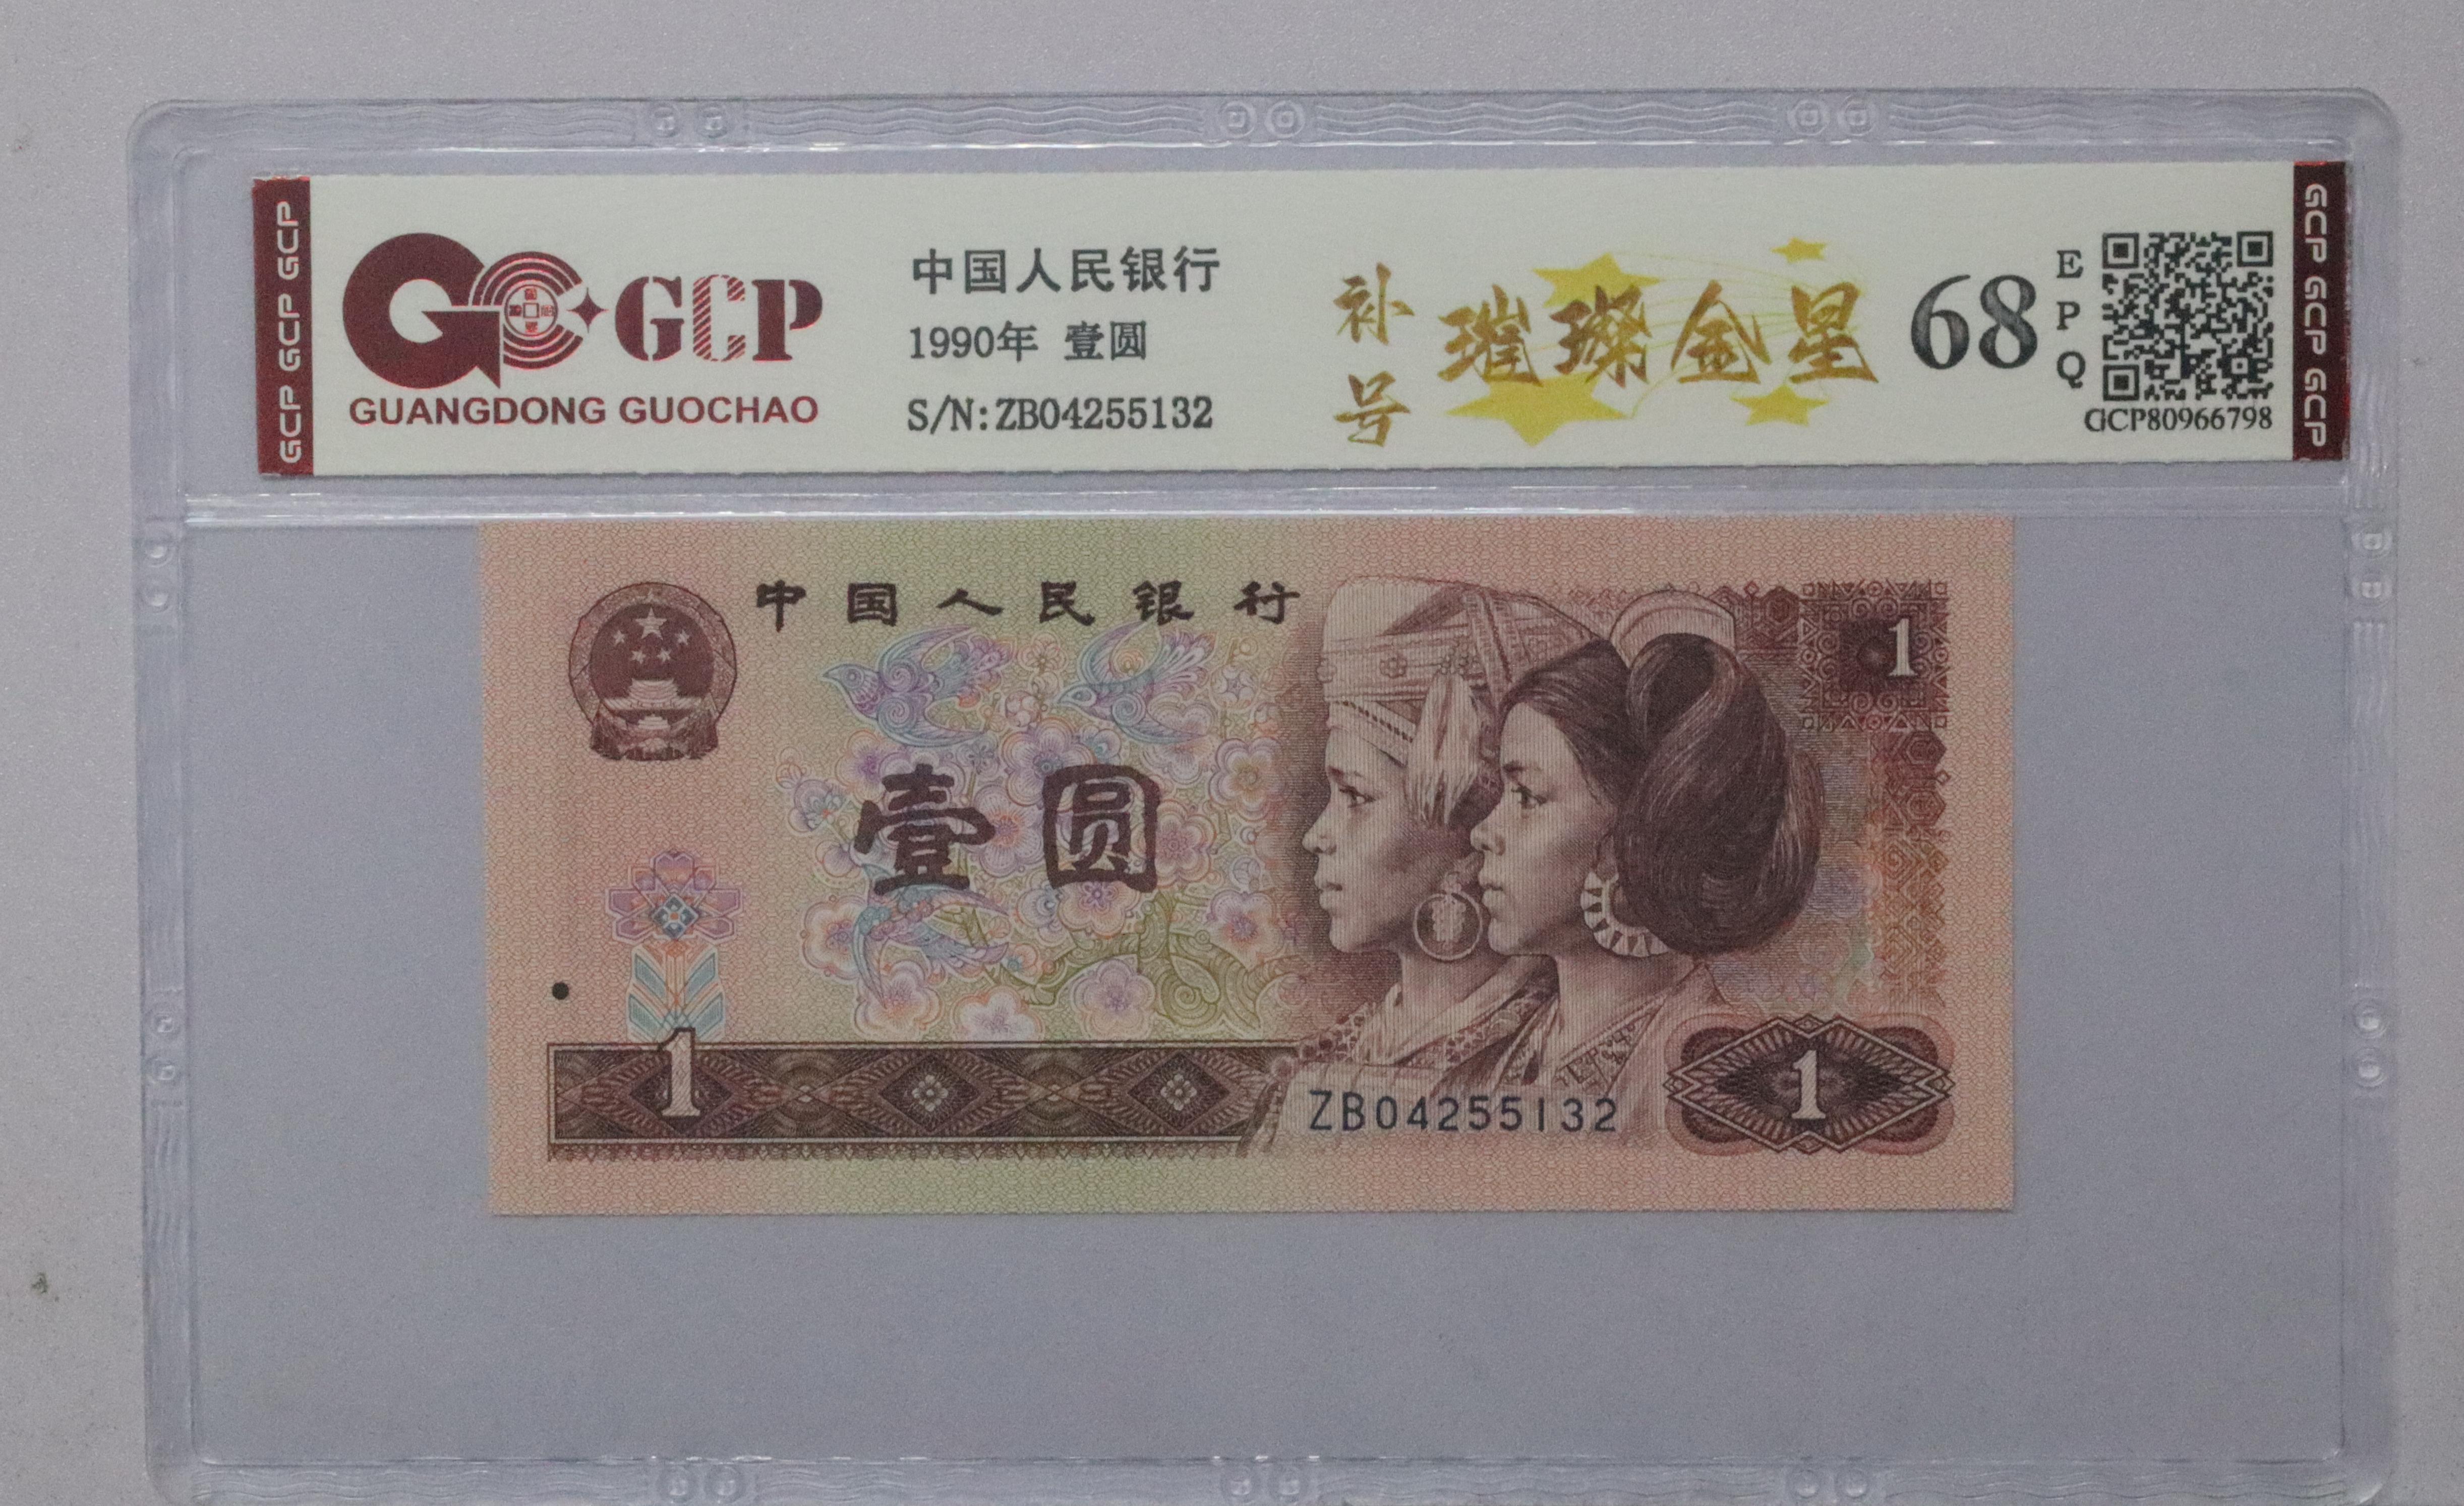 GCP GCP GCP
GCP
GUANGDONG GUOCHAO
中国人民银行
1990年 壹圆
S/N:ZB04255132
补号
璀璨金星
68
EPQ
GCP80966798
GCP GCP GCP
中国人民银行
1
壹圆
1
ZB04255132
1